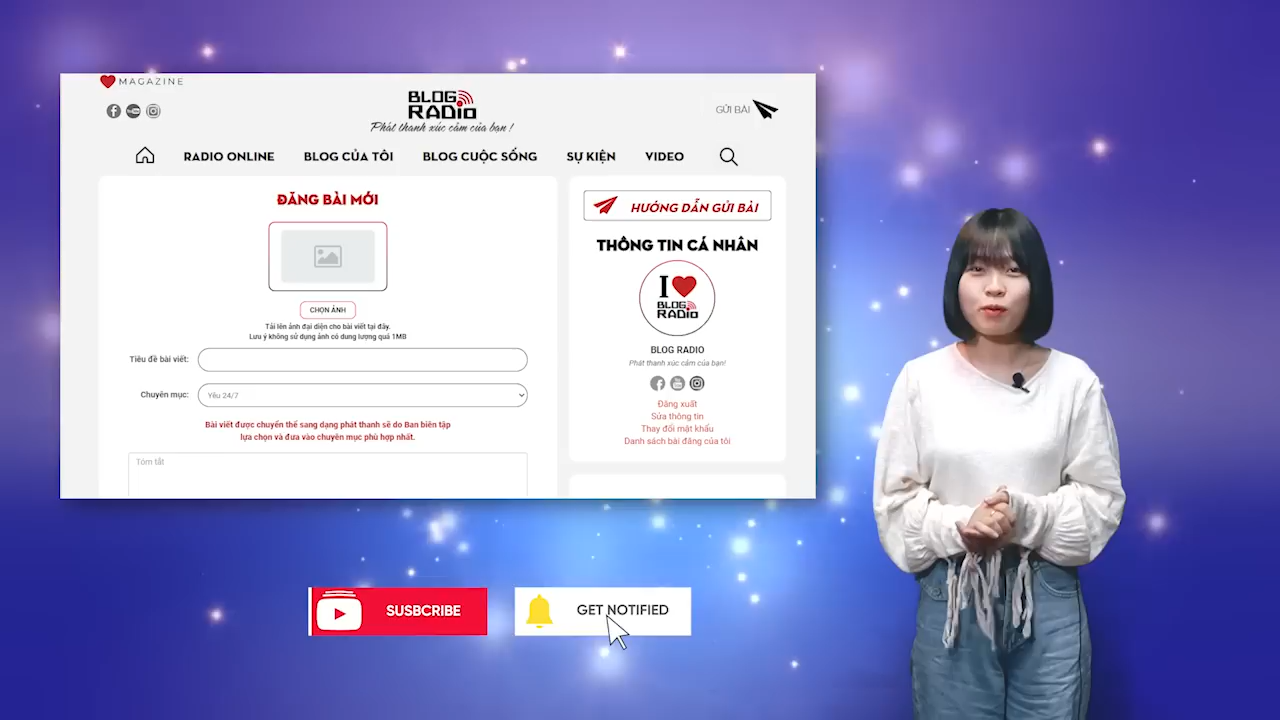 MAGAZINE
BLOG
RADIO
Phát thanh xúc cảm của bạn !
GỬI BÀI
RADIO ONLINE
BLOG CỦA TÔI
BLOG CUỘC SỐNG
SỰ KIỆN
VIDEO
ĐĂNG BÀI MỚI
CHỌN ẢNH
Tải lên ảnh đại diện cho bài viết tại đây.
Lưu ý không sử dụng ảnh có dung lượng quá 1MB
Tiêu đề bài viết:
Chuyên mục:
Yêu 24/7
Bài viết được chuyển thể sang dạng phát thanh sẽ do Ban biên tập
lựa chọn và đưa vào chuyên mục phù hợp nhất.
Tóm tắt
HƯỚNG DẪN GỬI BÀI
THÔNG TIN CÁ NHÂN
I
BLOG
RADIO
BLOG RADIO
Phát thanh xúc cảm của bạn!
Đăng xuất
Sửa thông tin
Thay đổi mật khẩu
Danh sách bài đăng của tôi
SUSBCRIBE
GET NOTIFIED